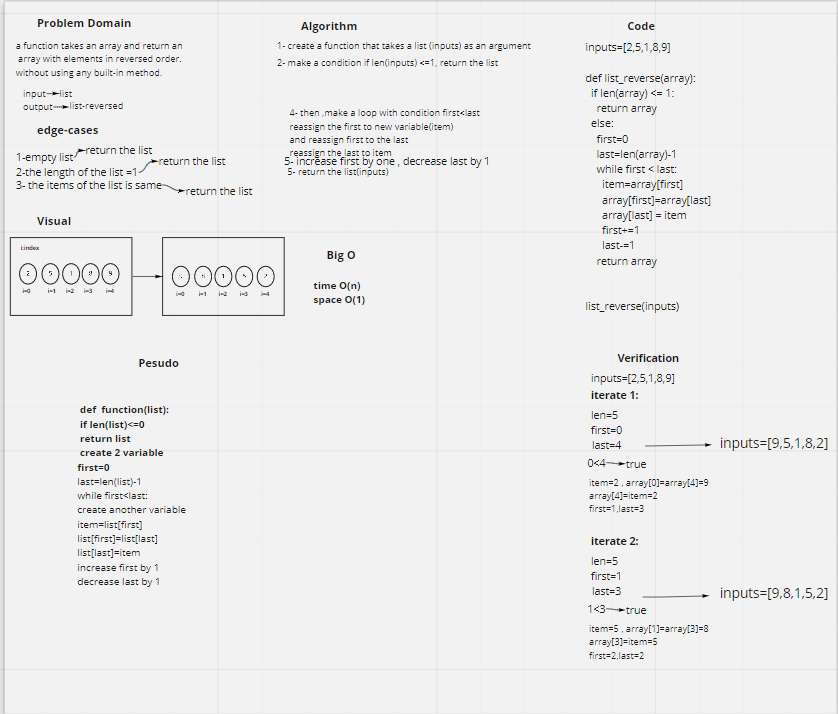 Problem Domain
a function takes an array and return an
array with elements in reversed order.
without using any built-in method.
input list
output list-reversed
edge-cases
1-empty list return the list
2-the length of the list =1 return the list
3- the items of the list is same return the list
Visual
i:index
2 5 1 8 9
i=0 i=1 i=2 i=3 i=4
i=0 i=1 i=2 i=3 i=4
Algorithm
1- create a function that takes a list (inputs) as an argument
2- make a condition if len(inputs) <=1, return the list
4- then ,make a loop with condition first<last
reassign the first to new variable(item)
and reassign first to the last
reassign the last to item
5- increase first by one , decrease last by 1
5- return the list(inputs)
Big O
time O(n)
space O(1)
Pesudo
def function(list):
if len(list)<=0
return list
create 2 variable
first=0
last=len(list)-1
while first<last:
create another variable
item=list[first]
list[first]=list[last]
list[last]=item
increase first by 1
decrease last by 1
Code
inputs=[2,5,1,8,9]
def list_reverse(array):
if len(array) <= 1:
return array
else:
first=0
last=len(array)-1
while first < last:
item=array[first]
array[first]=array[last]
array[last] = item
first+=1
last-=1
return array
list_reverse(inputs)
Verification
inputs=[2,5,1,8,9]
iterate 1:
len=5
first=0
last=4 inputs=[9,5,1,8,2]
0<4 true
item=2 , array[0]=array[4]=9
array[4]=item=2
first=1,last=3
iterate 2:
len=5
first=1
last=3 inputs=[9,8,1,5,2]
1<3 true
item=5 , array[1]=array[3]=8
array[3]=item=5
first=2,last=2